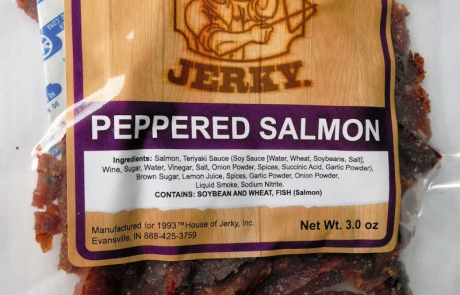 JERKY.
PEPPERED SALMON
Ingredients: Salmon, Teriyaki Sauce (Soy Sauce [Water, Wheat, Soybeans, Salt],
Wine, Sugar, Water, Vinegar, Salt, Onion Powder, Spices, Succinic Acid, Garlic Powder),
Brown Sugar, Lemon Juice, Spices, Garlic Powder, Onion Powder,
Liquid Smoke, Sodium Nitrite.
CONTAINS: SOYBEAN AND WHEAT, FISH (Salmon)
Manufactured for 1993™House of Jerky, Inc.
Evansville, IN 888-425-3759
Net Wt. 3.0 oz